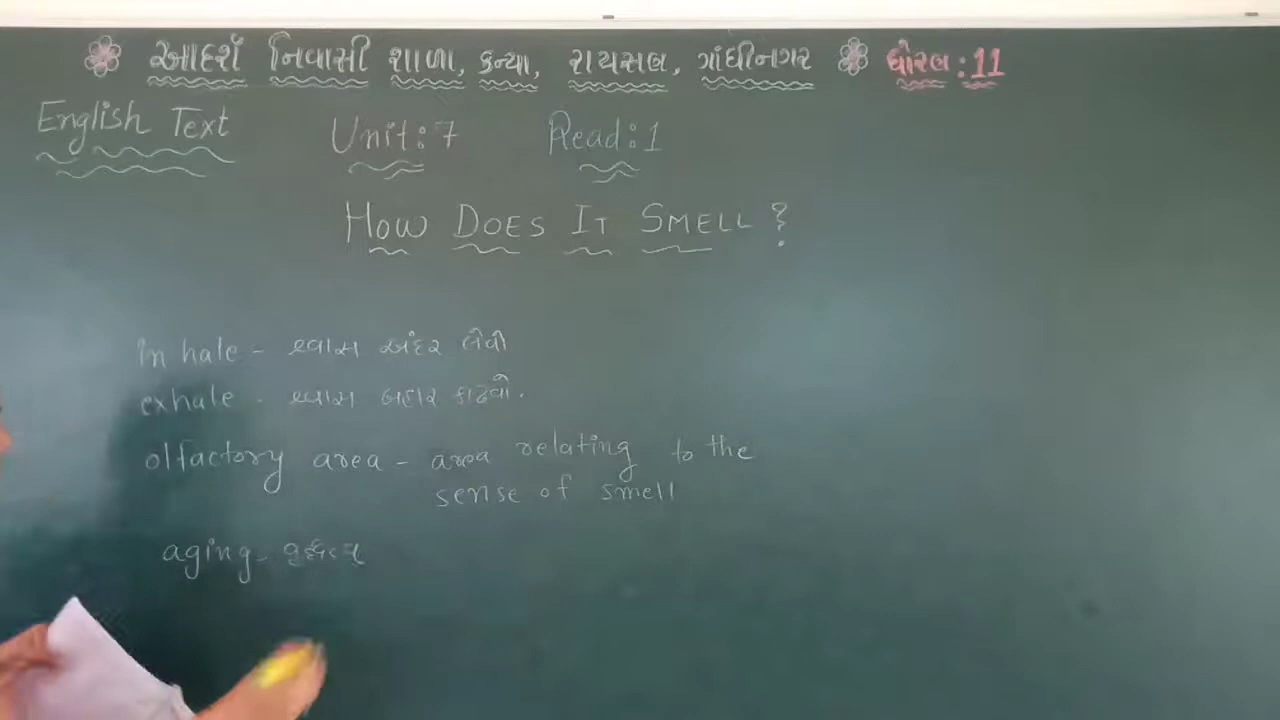 આદર્શ નિવાસી શાળા, કન્યા, રાયસણ, ગાંધીનગર ધોરણ : 11
English Text Unit : 7 Read : 1
HOW DOES IT SMELL ?
inhale - શ્વાસ અંદર લેવો
exhale - શ્વાસ બહાર કાઢવો.
olfactory area - area relating to the
sense of smell
aging -